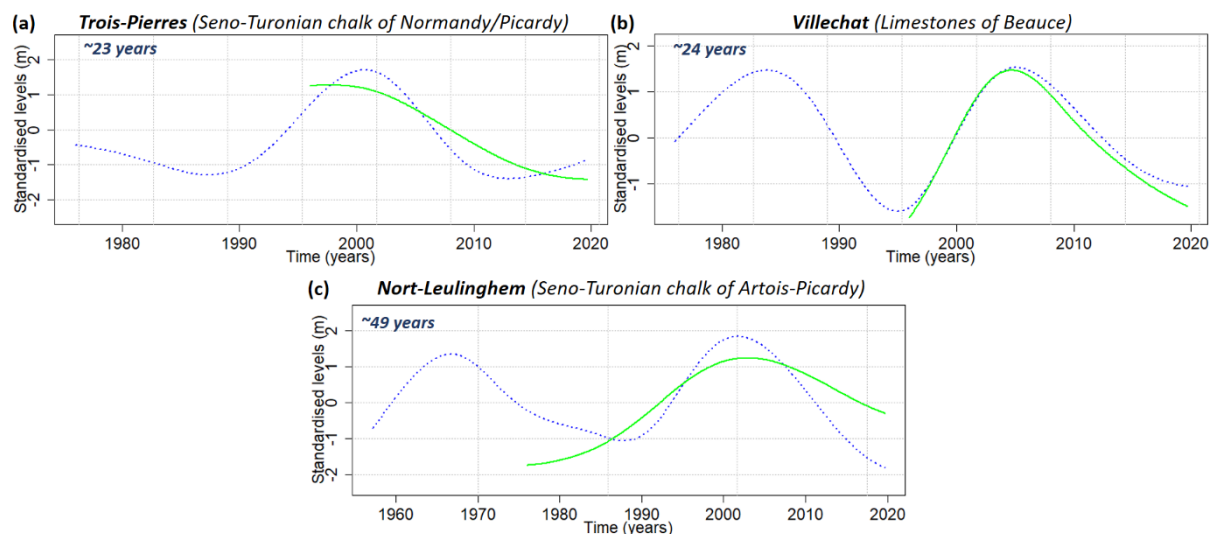 (a) Trois-Pierres (Seno-Turonian chalk of Normandy/Picardy)
~23 years
Standardised levels (m)
2
1
0
-1
-2
1980 1990 2000 2010 2020
Time (years)
(b) Villechat (Limestones of Beauce)
~24 years
Standardised levels (m)
2
1
0
-1
1980 1990 2000 2010 2020
Time (years)
(c) Nort-Leulinghem (Seno-Turonian chalk of Artois-Picardy)
~49 years
Standardised levels (m)
2
1
0
-1
-2
1960 1970 1980 1990 2000 2010 2020
Time (years)